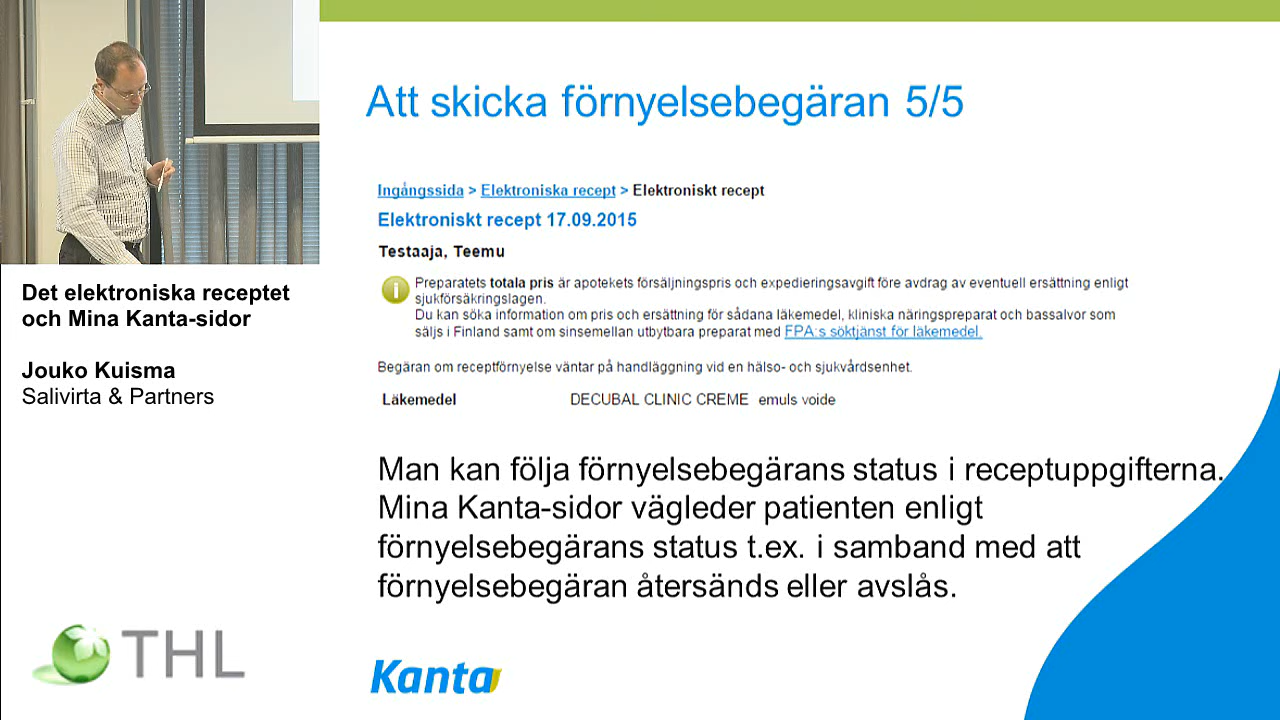 Att skicka förnyelsebegäran 5/5
Ingångssida > Elektroniska recept > Elektroniskt recept
Elektroniskt recept 17.09.2015
Testaaja, Teemu
Preparatets totala pris är apotekets försäljningspris och expedieringsavgift före avdrag av eventuell ersättning enligt
sjukförsäkringslagen.
Du kan söka information om pris och ersättning för sådana läkemedel, kliniska näringspreparat och bassalvor som
säljs i Finland samt om sinsemellan utbytbara preparat med FPA:s söktjänst för läkemedel.
Begäran om receptförnyelse väntar på handläggning vid en hälso- och sjukvårdsenhet.
Läkemedel DECUBAL CLINIC CREME emuls voide
Man kan följa förnyelsebegärans status i receptuppgifterna.
Mina Kanta-sidor vägleder patienten enligt
förnyelsebegärans status t.ex. i samband med att
förnyelsebegäran återsänds eller avslås.
Det elektroniska receptet
och Mina Kanta-sidor
Jouko Kuisma
Salivirta & Partners
THL
Kanta